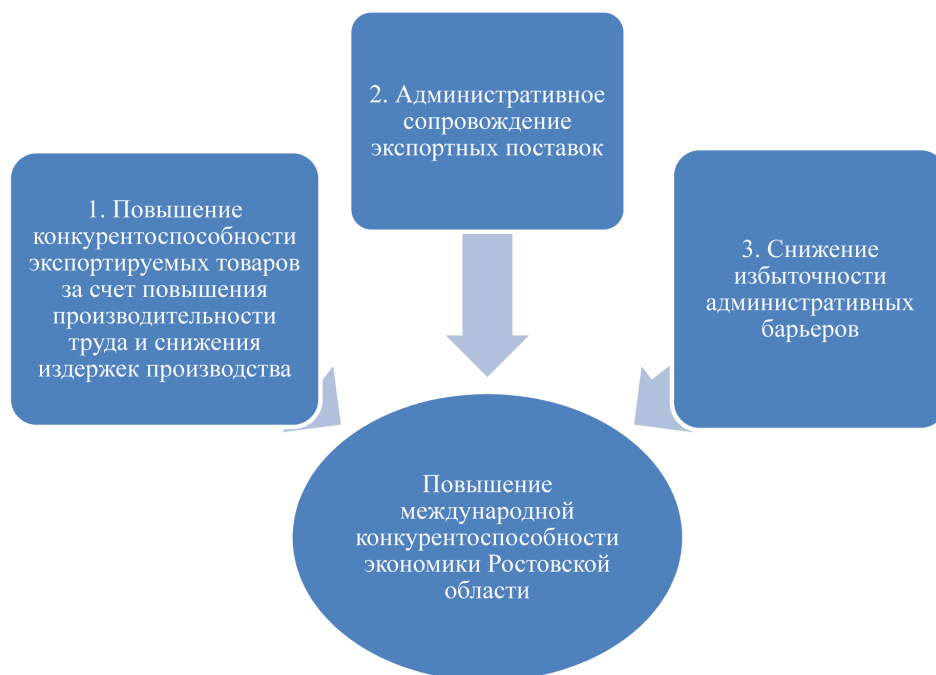 1. Повышение
конкурентоспособности
экспортируемых товаров
за счет повышения
производительности
труда и снижения
издержек производства
2. Административное
сопровождение
экспортных поставок
3. Снижение
избыточности
административных
барьеров
Повышение
международной
конкурентоспособности
экономики Ростовской
области